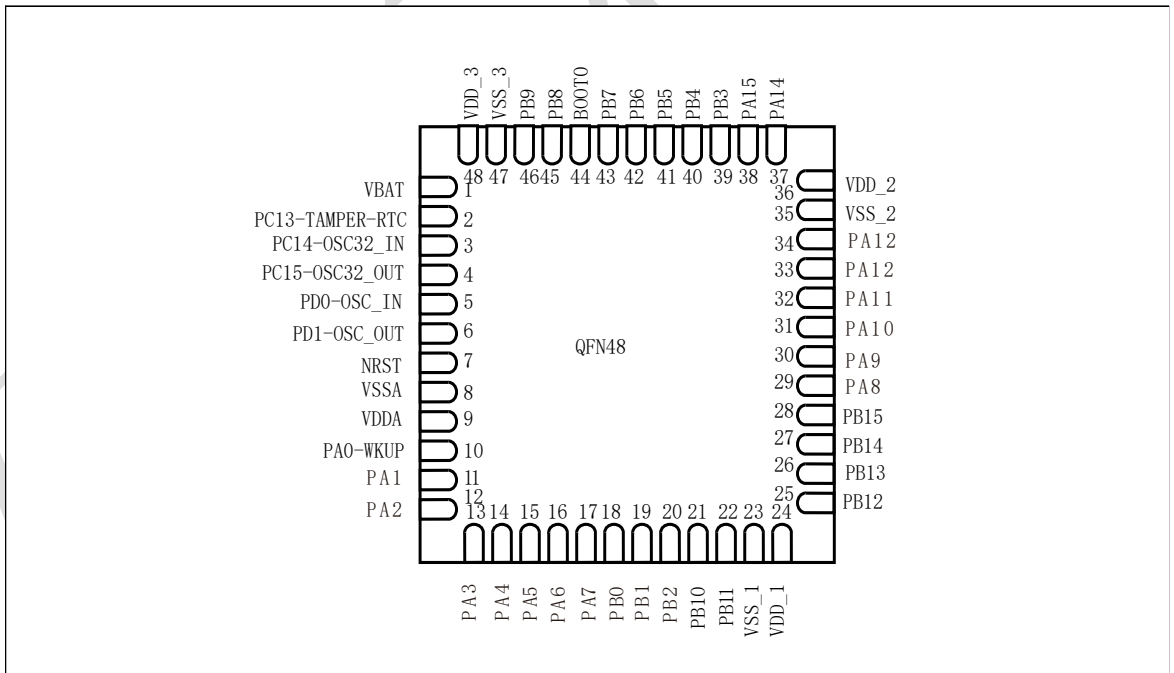 VDD_3
VSS_3
PB9
PB8
BOOT0
PB7
PB6
PB5
PB4
PB3
PA15
PA14
48 47 46 45 44 43 42 41 40 39 38 37
VBAT 1
PC13-TAMPER-RTC 2
PC14-OSC32_IN 3
PC15-OSC32_OUT 4
PD0-OSC_IN 5
PD1-OSC_OUT 6
NRST 7
VSSA 8
VDDA 9
PA0-WKUP 10
PA1 11
PA2 12
QFN48
36 VDD_2
35 VSS_2
34 PA12
33 PA12
32 PA11
31 PA10
30 PA9
29 PA8
28 PB15
27 PB14
26 PB13
25 PB12
13 14 15 16 17 18 19 20 21 22 23 24
PA3
PA4
PA5
PA6
PA7
PB0
PB1
PB2
PB10
PB11
VSS_1
VDD_1